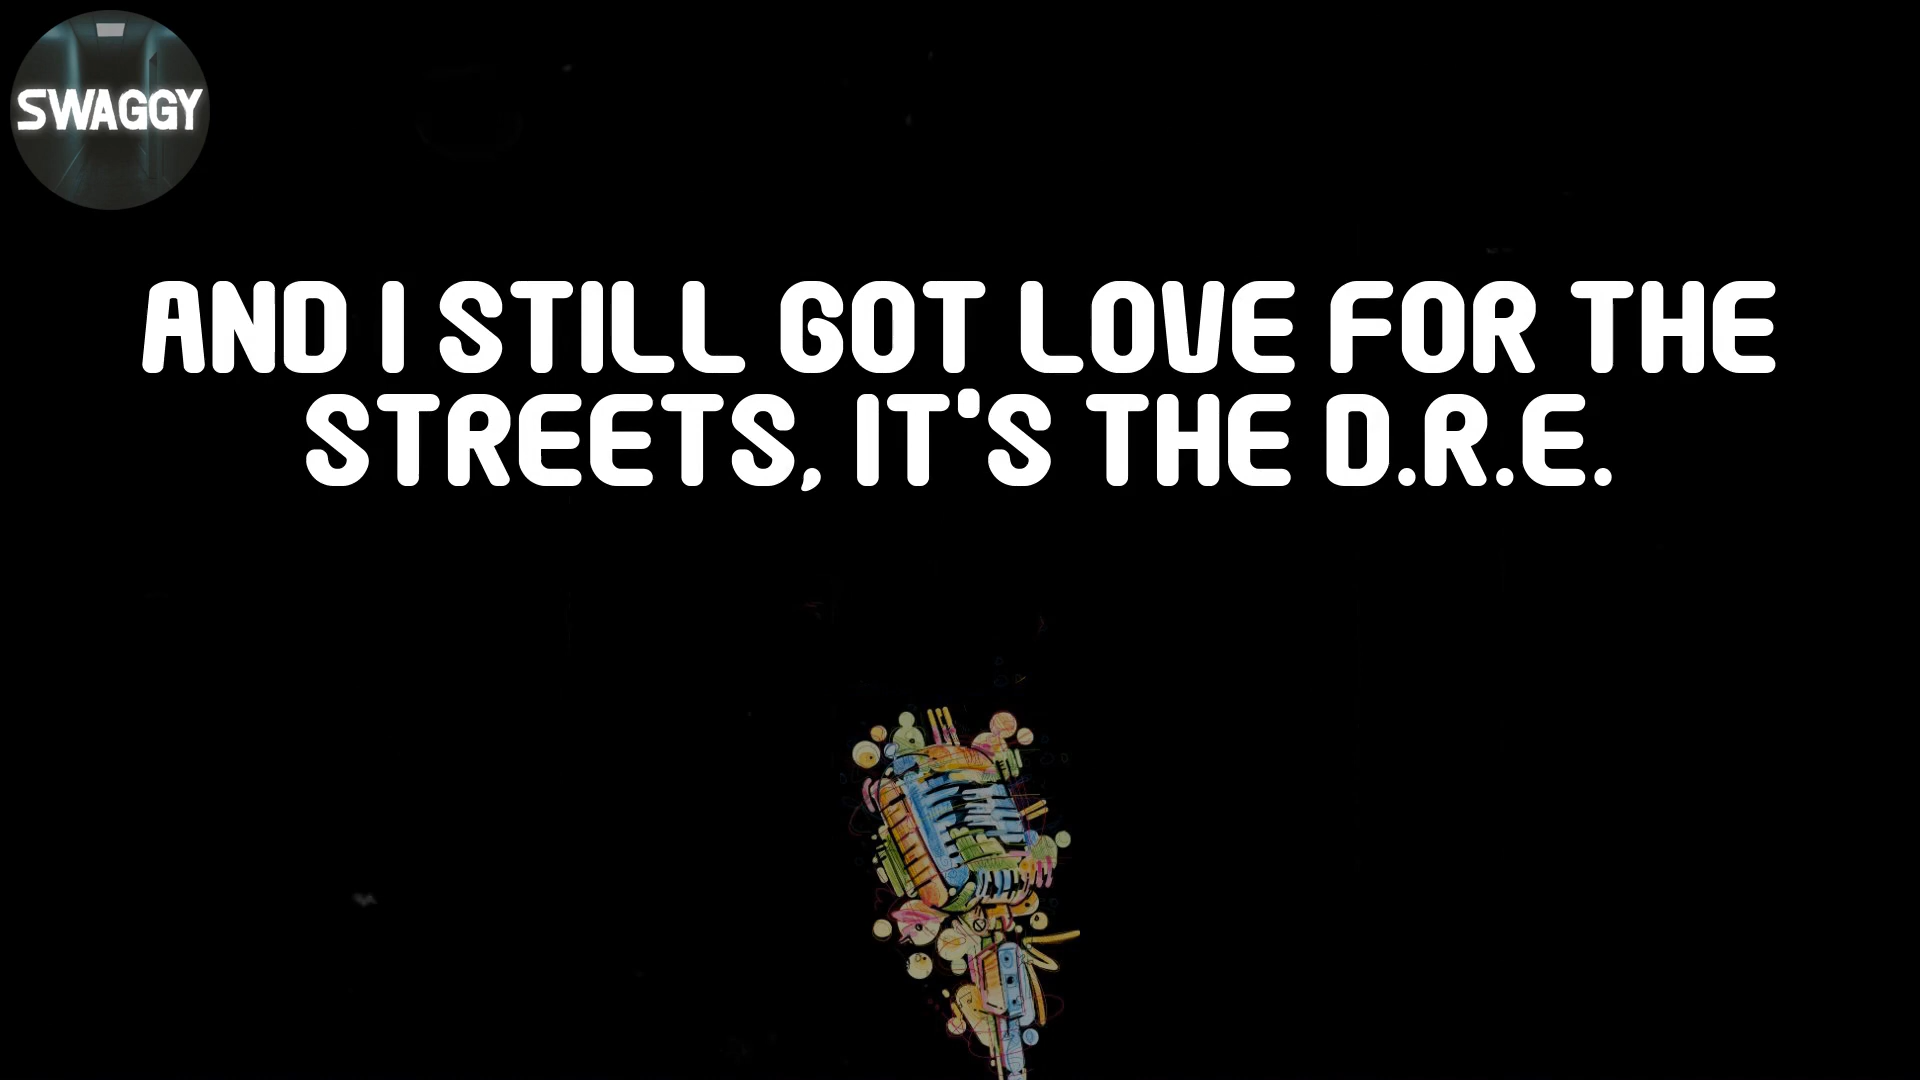 SWAGGY
AND I STILL GOT LOVE FOR THE
STREETS, IT'S THE D.R.E.